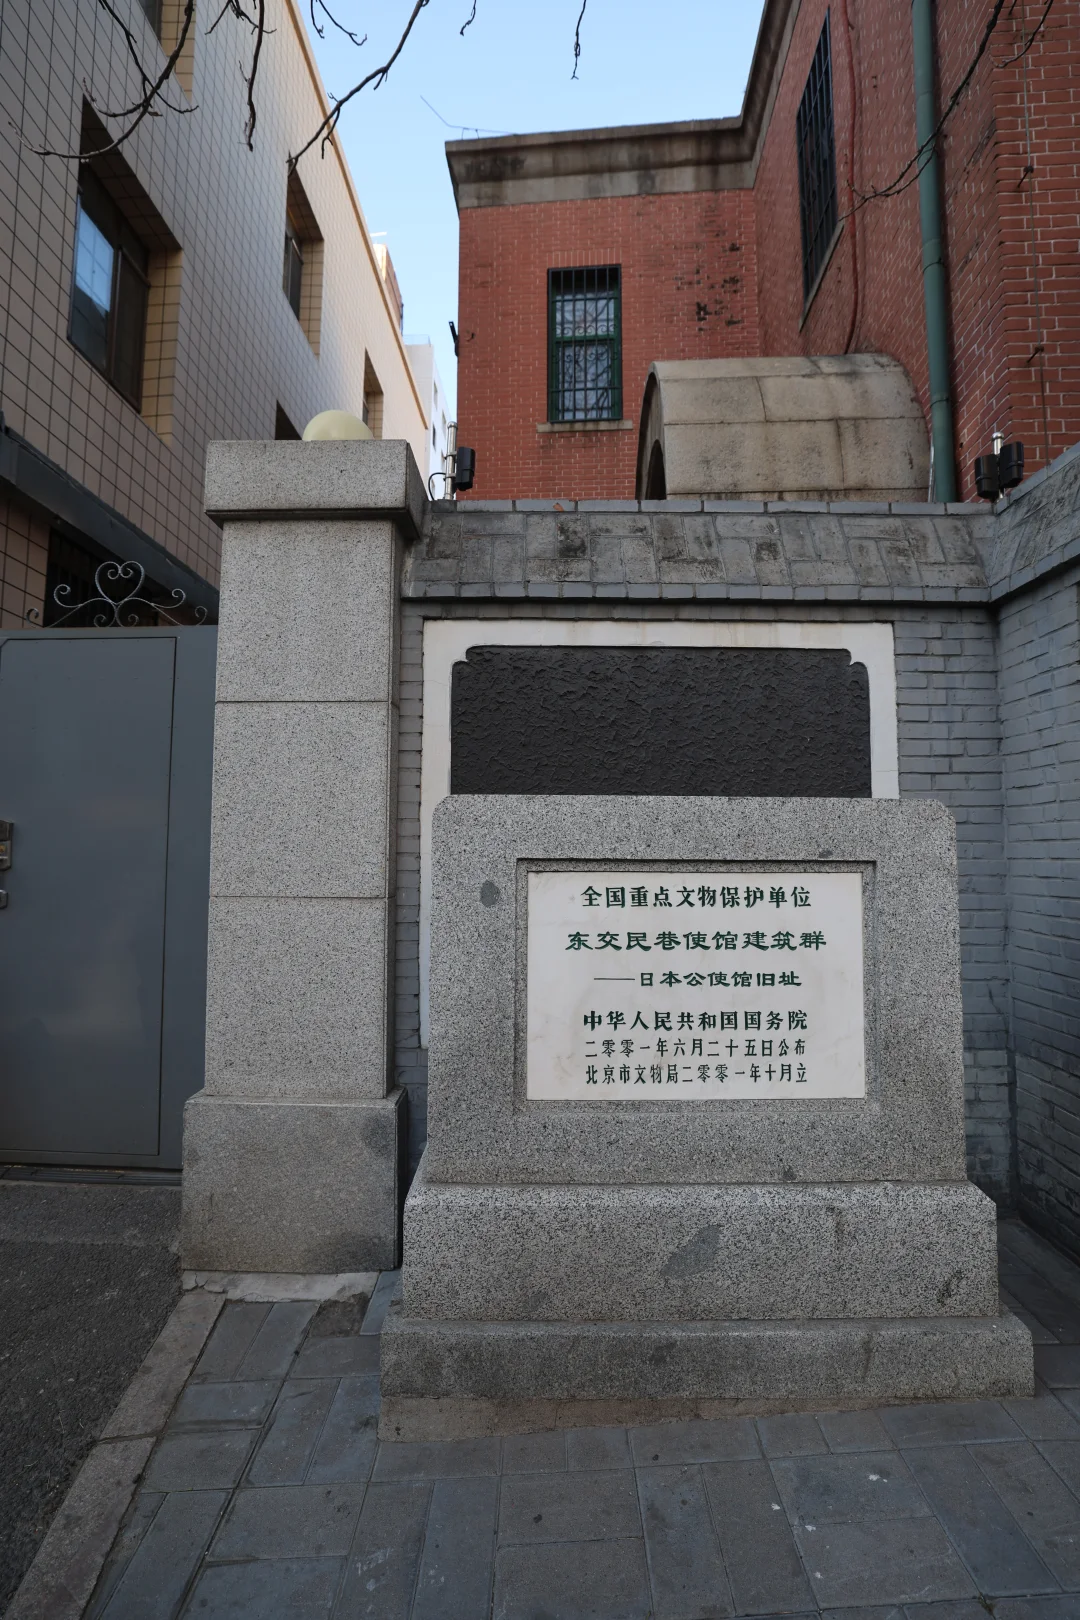 全国重点文物保护单位
东交民巷使馆建筑群
——日本公使馆旧址
中华人民共和国国务院
二零零一年六月二十五日公布
北京市文物局二零零一年十月立